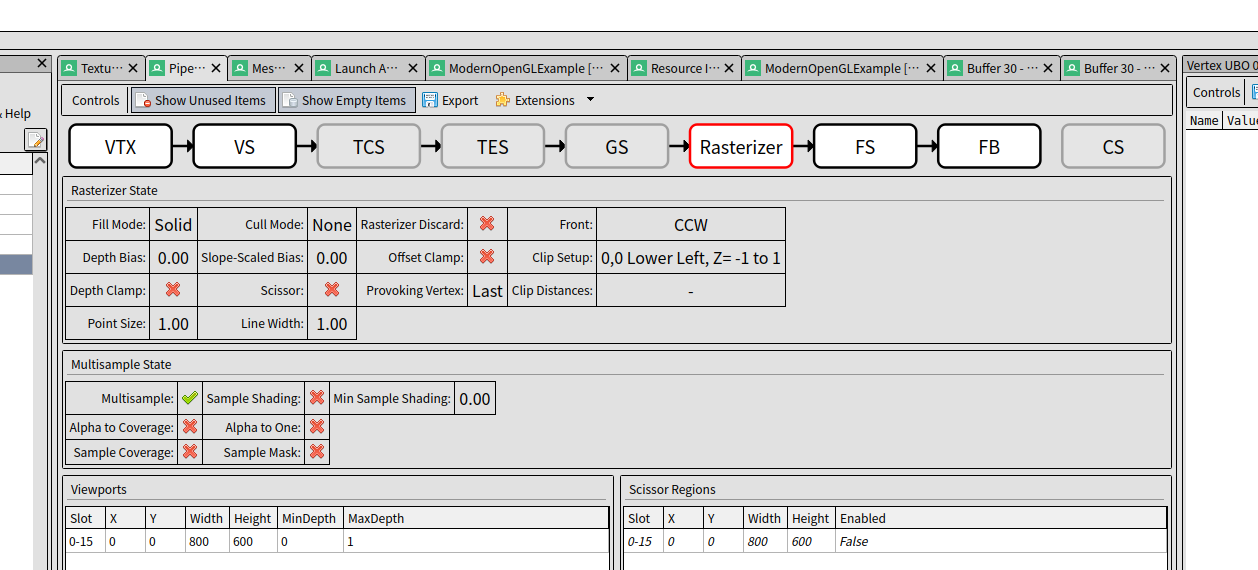 Textu··· Pipe··· Mes··· Launch A··· ModernOpenGLExample [··· Resource I··· ModernOpenGLExample [··· Buffer 30 - ··· Buffer 30 - ··· Vertex UBO 0
Controls Show Unused Items Show Empty Items Export Extensions Controls
& Help
Name Value
VTX VS TCS TES GS Rasterizer FS FB CS
Rasterizer State
Fill Mode: Solid Cull Mode: None Rasterizer Discard: Front: CCW
Depth Bias: 0.00 Slope-Scaled Bias: 0.00 Offset Clamp: Clip Setup: 0,0 Lower Left, Z= -1 to 1
Depth Clamp: Scissor: Provoking Vertex: Last Clip Distances: -
Point Size: 1.00 Line Width: 1.00
Multisample State
Multisample: Sample Shading: Min Sample Shading: 0.00
Alpha to Coverage: Alpha to One:
Sample Coverage: Sample Mask:
Viewports
Slot X Y Width Height MinDepth MaxDepth
0-15 0 0 800 600 0 1
Scissor Regions
Slot X Y Width Height Enabled
0-15 0 0 800 600 False